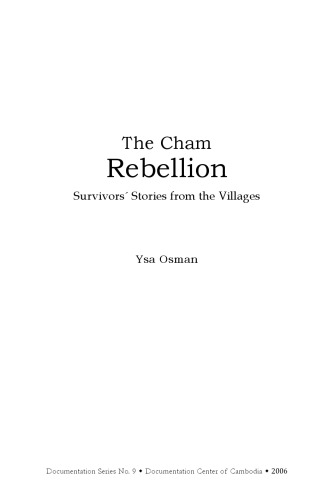 The Cham
Rebellion
Survivors´ Stories from the Villages
Ysa Osman
Documentation Series No. 9 • Documentation Center of Cambodia • 2006